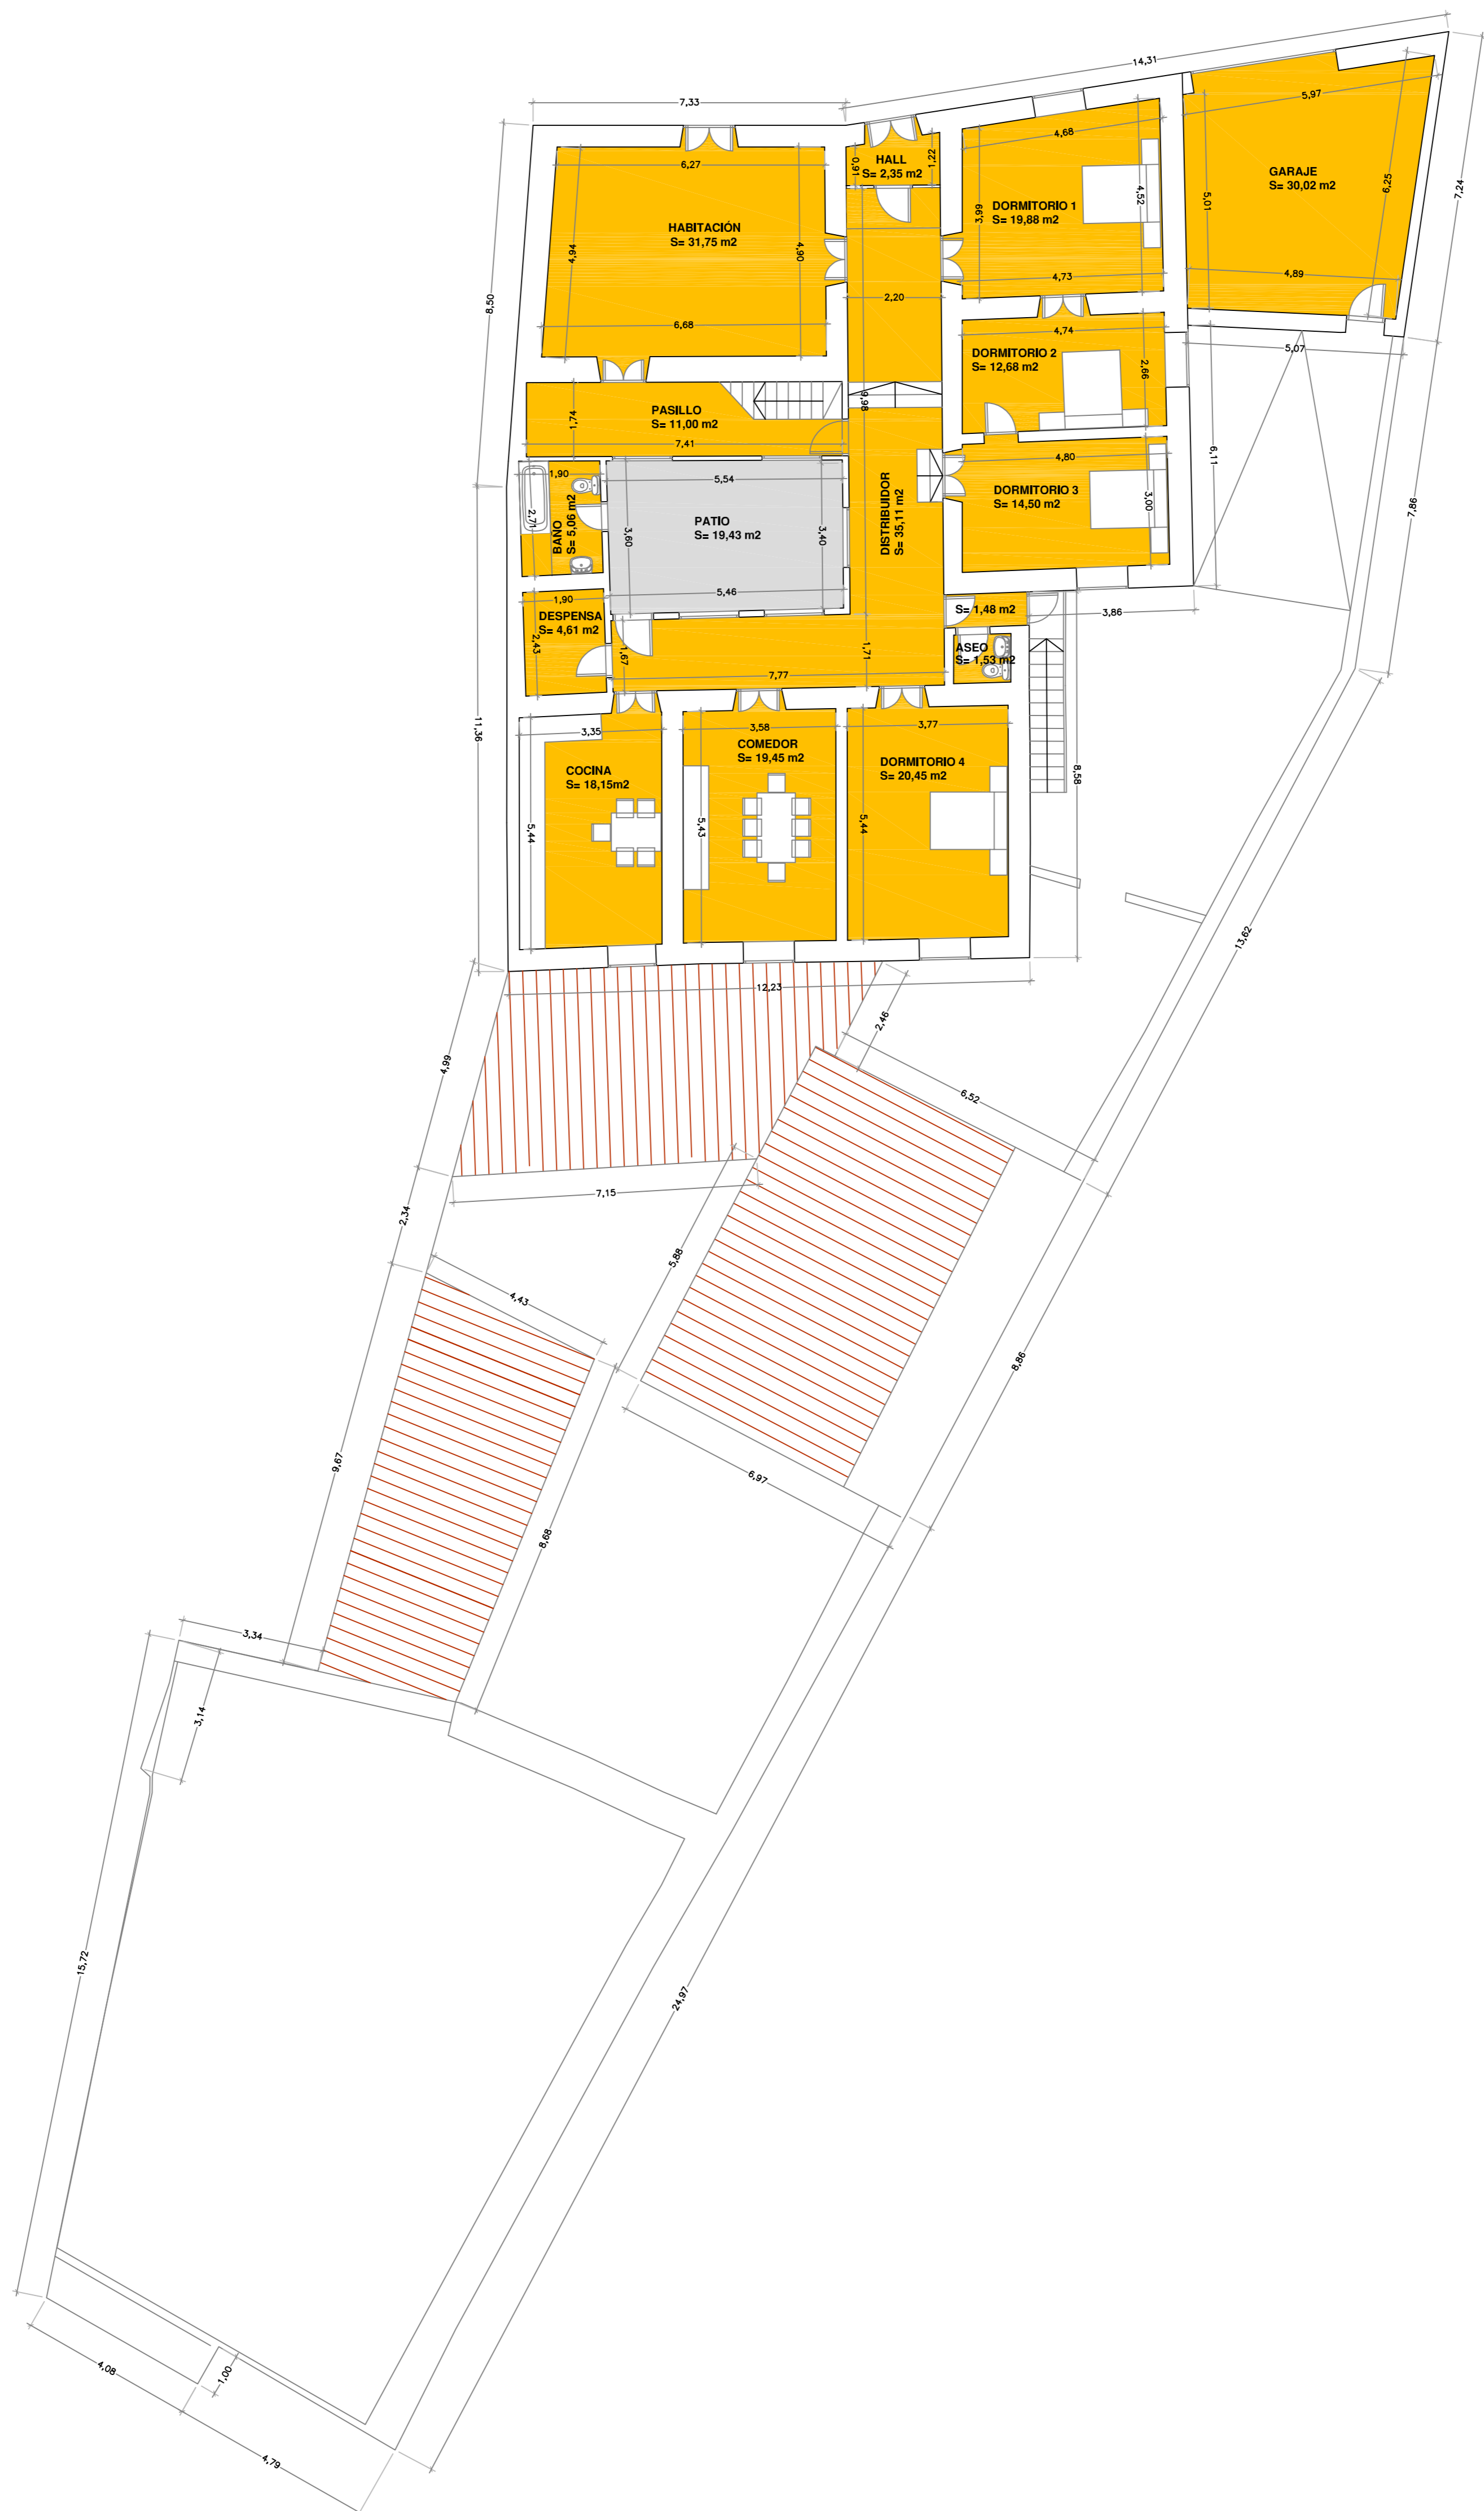 14,31
7,33
5,97
4,68
HALL
S= 2,35 m2
0,91
1,22
6,27
GARAJE
S= 30,02 m2
6,25
7,24
4,52
5,01
3,99
DORMITORIO 1
S= 19,88 m2
HABITACIÓN
S= 31,75 m2
4,94
4,90
8,50
4,73
4,89
2,20
6,68
4,74
5,07
DORMITORIO 2
S= 12,68 m2
2,66
9,98
PASILLO
S= 11,00 m2
1,74
7,41
4,80
6,11
1,90
5,54
DORMITORIO 3
S= 14,50 m2
3,00
7,86
2,71
BAÑO
S= 5,06 m2
3,60
PATIO
S= 19,43 m2
3,40
DISTRIBUIDOR
S= 35,11 m2
5,46
1,90
DESPENSA
S= 4,61 m2
2,43
S= 1,48 m2
3,86
1,67
1,71
ASEO
S= 1,53 m2
7,77
11,36
3,35
3,58
3,77
COMEDOR
S= 19,45 m2
DORMITORIO 4
S= 20,45 m2
COCINA
S= 18,15m2
8,58
5,44
5,43
5,44
13,62
12,23
2,46
4,99
6,52
7,15
2,34
5,88
4,43
8,86
9,67
6,97
8,68
3,34
3,14
15,72
24,97
4,08
1,00
4,79